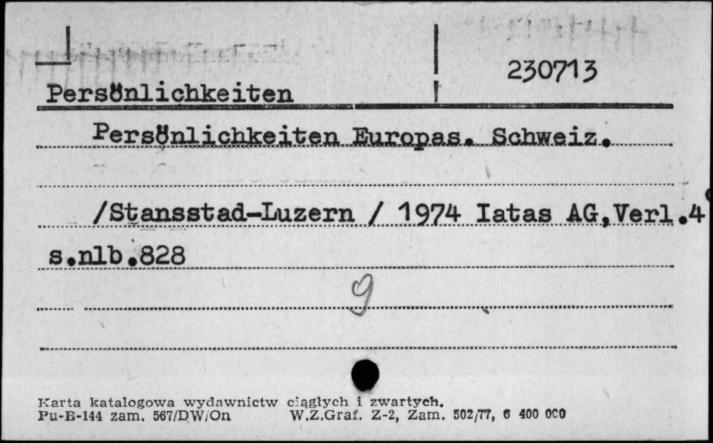 230713
Persönlichkeiten
Persönlichkeiten Europas. Schweiz.
/Stansstad-Luzern / 1974 Iatas AG,Verl.4°
s.nlb.828
9
Karta katalogowa wydawnictw ciągłych i zwartych.
Pu-B-144 zam. 567/DW/On W.Z.Graf. Z-2, Zam. 502/77, 6 400 000